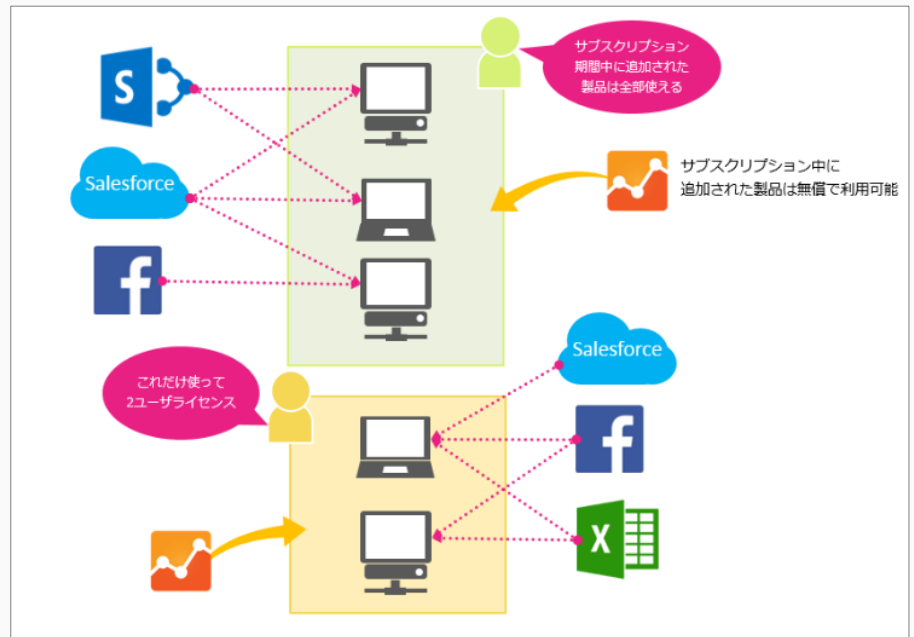 サブスクリプション
期間中に追加された
製品は全部使える
S
Salesforce
サブスクリプション中に
追加された製品は無償で利用可能
f
これだけ使って
2ユーザライセンス
Salesforce
f
X